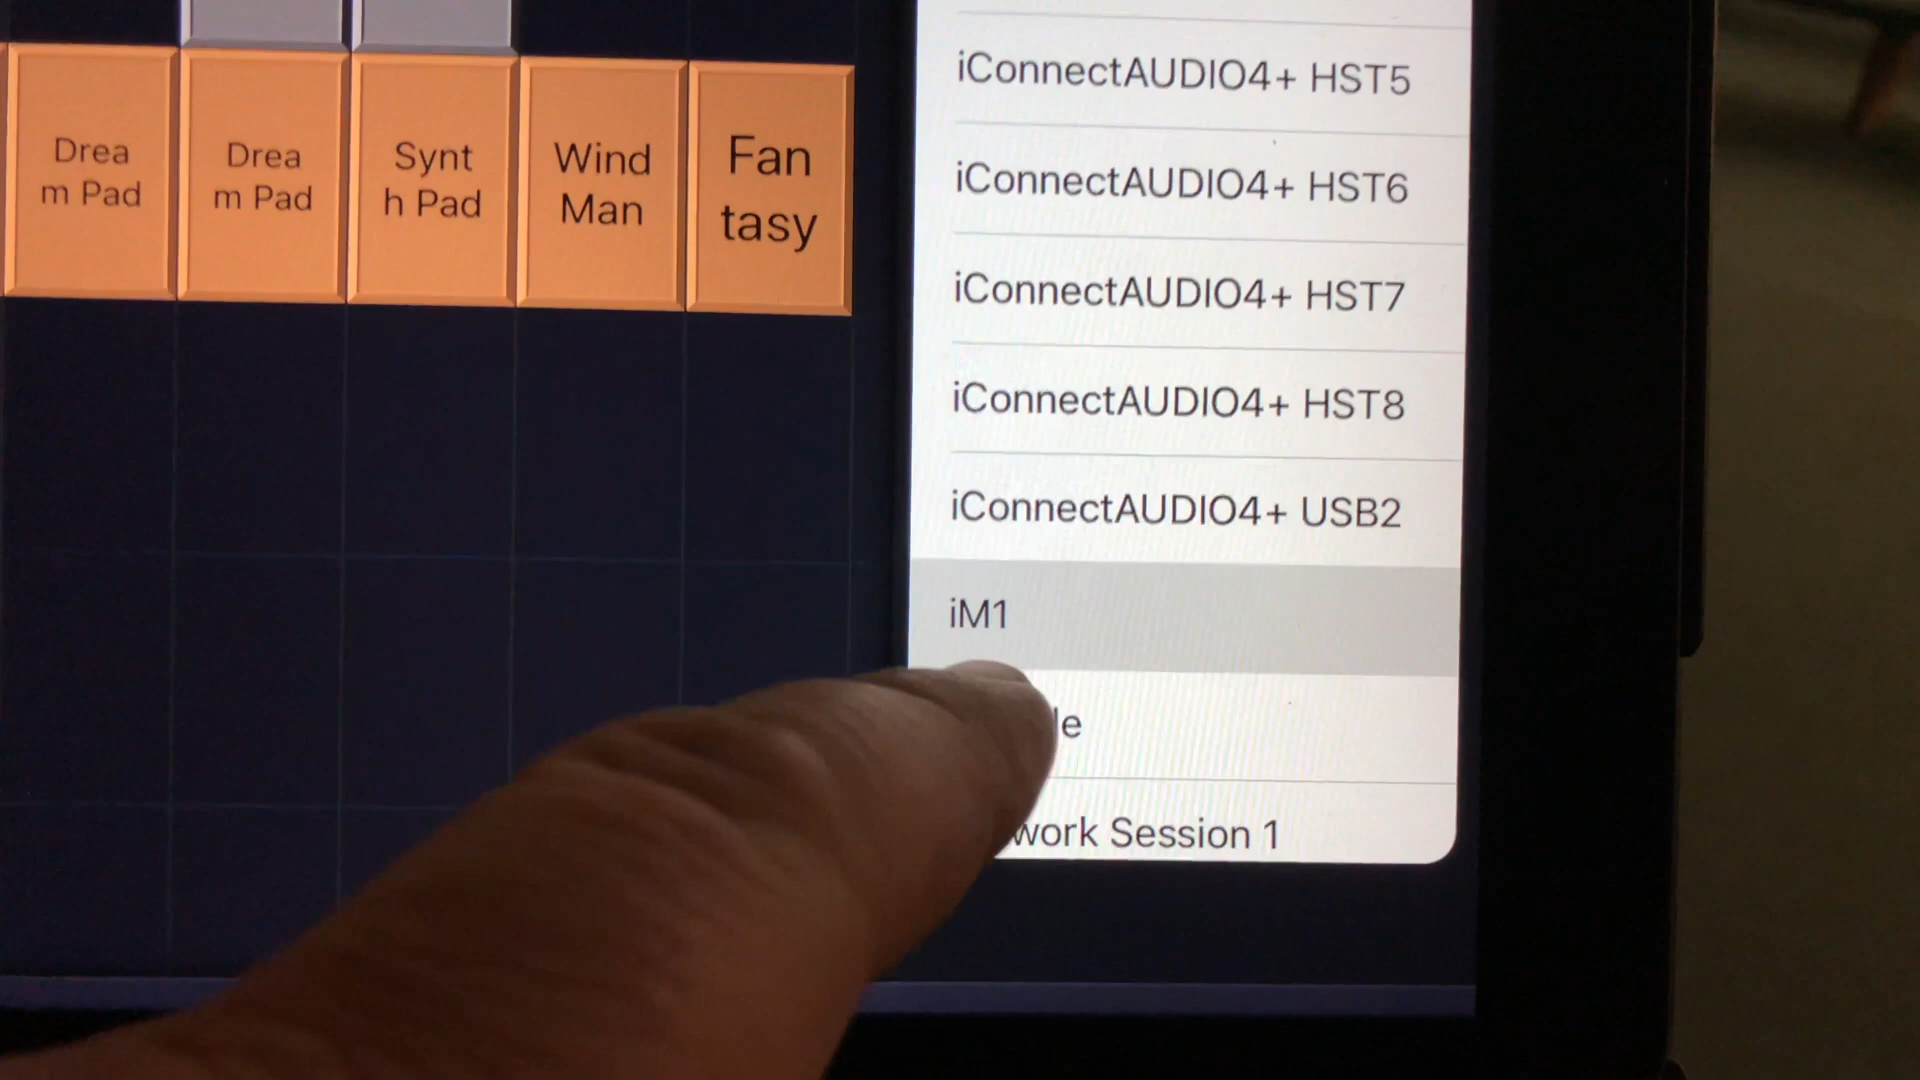 Drea
m Pad
Drea
m Pad
Synt
h Pad
Wind
Man
Fan
tasy
iConnectAUDIO4+ HST5
iConnectAUDIO4+ HST6
iConnectAUDIO4+ HST7
iConnectAUDIO4+ HST8
iConnectAUDIO4+ USB2
iM1
Session 1